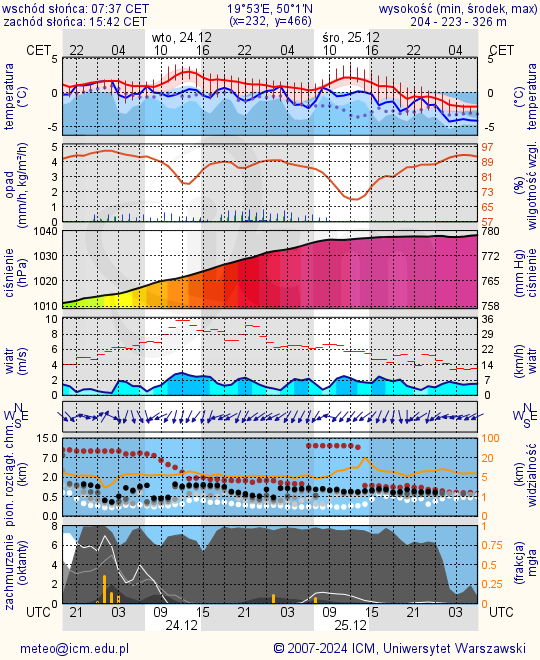 wschód słońca: 07:37 CET 19°53'E, 50°1'N wysokość (min, środek, max)
zachód słońca: 15:42 CET (x=232, y=466) 204 - 223 - 326 m
wto, 24.12 śro, 25.12
CET 22 04 10 16 22 04 10 16 22 04 CET
temperatura (°C) 5 0 -5 5 0 -5 (°C) temperatura
opad (mm/h, kg/m²/h) 5 4 3 2 1 0 97 89 81 73 65 57 (%) wilgotność wzgl.
ciśnienie (hPa) 1040 1030 1020 1010 780 772 765 758 (mm Hg) ciśnienie
wiatr (m/s) 10 8 6 4 2 0 36 29 22 14 7 0 (km/h) wiatr
N W E S N W E S
pion. rozciągł. chm. (km) 15.0 7.0 2.0 0.5 0.0 100 20 5 1 0 (km) widzialność
zachmurzenie (oktanty) 8 6 4 2 0 1 0.75 0.5 0.25 0 (frakcja) mgła
UTC 21 03 09 15 21 03 09 15 21 03 UTC
24.12 25.12
meteo@icm.edu.pl © 2007-2024 ICM, Uniwersytet Warszawski